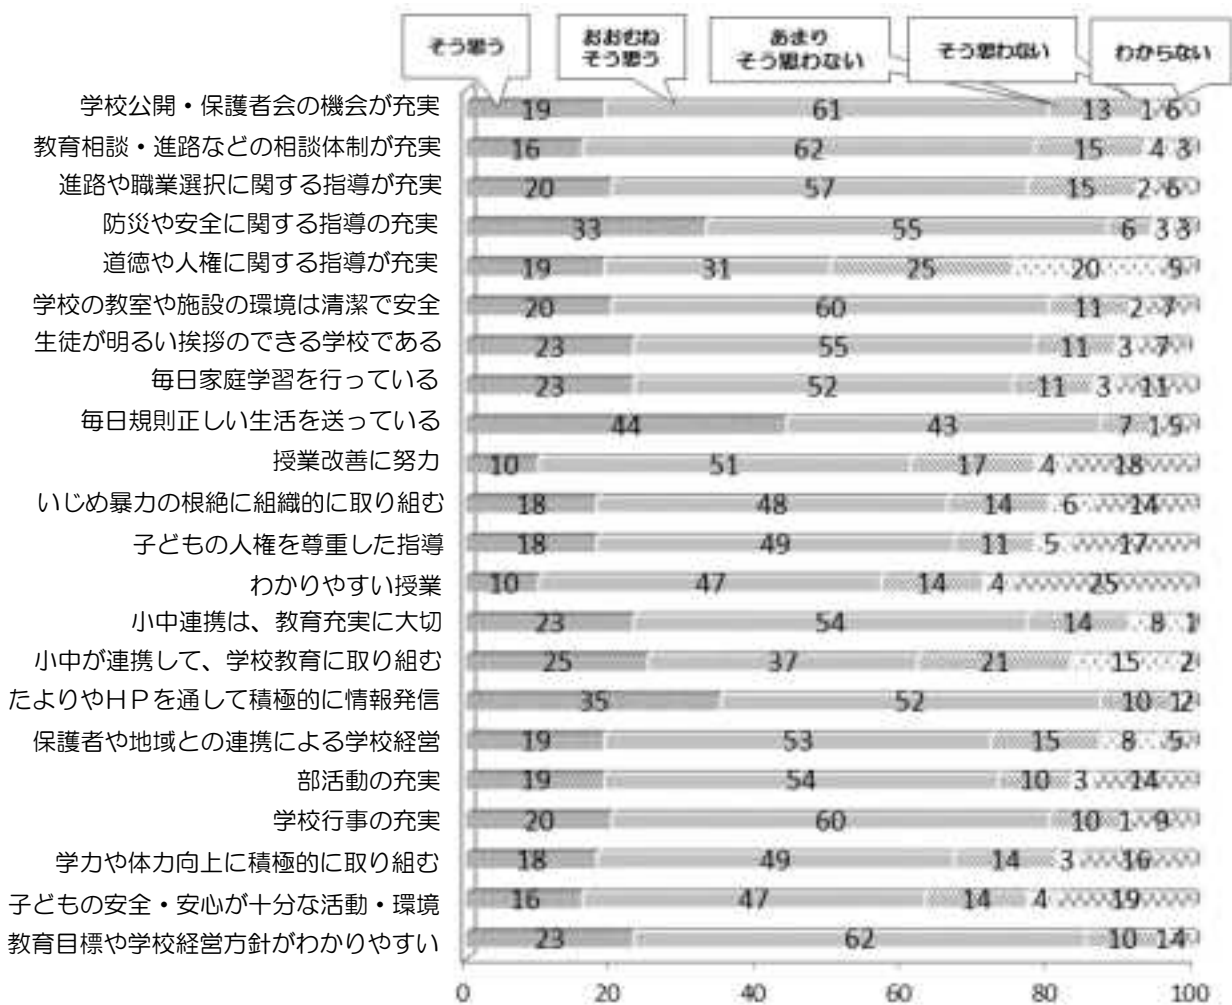 そう思う おおむね あまり そう思わない わからない
そう思う そう思わない
学校公開・保護者会の機会が充実 19 61 13 1 6
教育相談・進路などの相談体制が充実 16 62 15 4 3
進路や職業選択に関する指導が充実 20 57 15 2 6
防災や安全に関する指導の充実 33 55 6 3 3
道徳や人権に関する指導が充実 19 31 25 20
学校の教室や施設の環境は清潔で安全 20 60 11 2 7
生徒が明るい挨拶のできる学校である 23 55 11 3 7
毎日家庭学習を行っている 23 52 11 3 11
毎日規則正しい生活を送っている 44 43 7 1
授業改善に努力 10 51 17 4 18
いじめ暴力の根絶に組織的に取り組む 18 48 14 6 14
子どもの人権を尊重した指導 18 49 11 5 17
わかりやすい授業 10 47 14 4 25
小中連携は、教育充実に大切 23 54 14 8 1
小中が連携して、学校教育に取り組む 25 37 21 15 2
たよりやＨＰを通して積極的に情報発信 35 52 10 1 2
保護者や地域との連携による学校経営 19 53 15 8 5
部活動の充実 19 54 10 3 14
学校行事の充実 20 60 10 1 9
学力や体力向上に積極的に取り組む 18 49 14 3 16
子どもの安全・安心が十分な活動・環境 16 47 14 4 19
教育目標や学校経営方針がわかりやすい 23 62 10 1 4
0 20 40 60 80 100